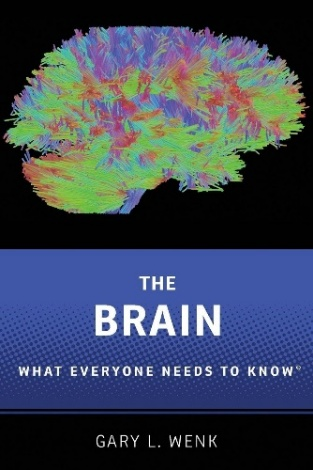 THE
BRAIN
WHAT EVERYONE NEEDS TO KNOW®
GARY L. WENK